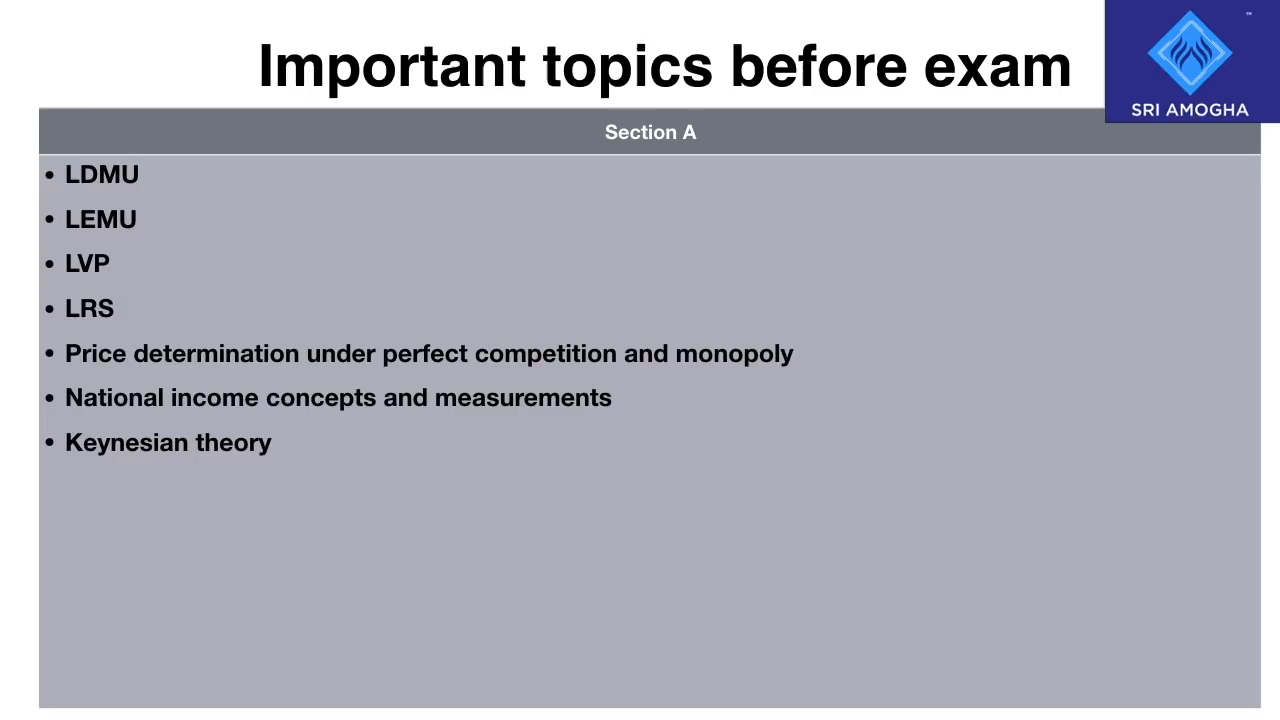 Important topics before exam
™
SRI AMOGHA
Section A
• LDMU
• LEMU
• LVP
• LRS
• Price determination under perfect competition and monopoly
• National income concepts and measurements
• Keynesian theory